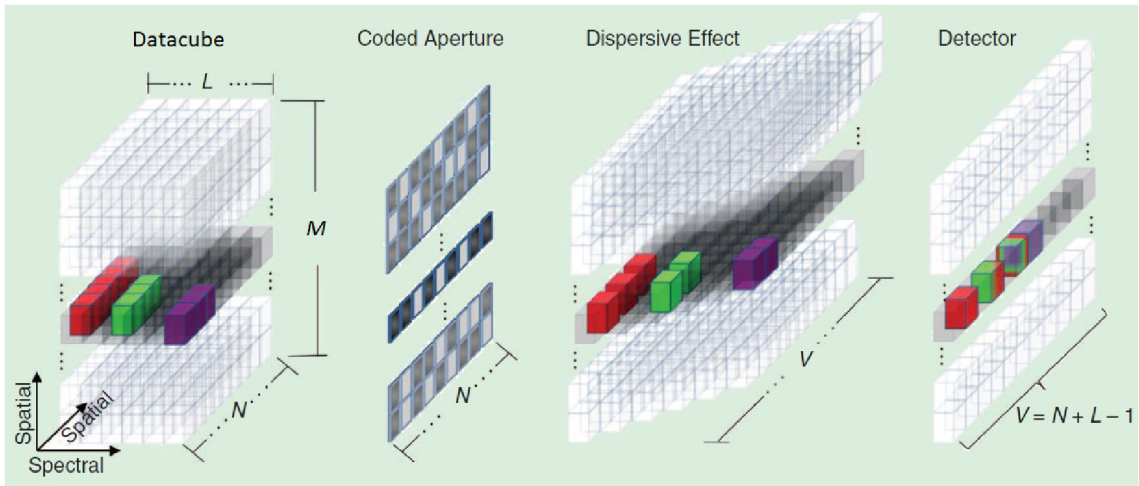 Datacube
Coded Aperture
Dispersive Effect
Detector
L
M
N
N
V
V = N + L – 1
Spatial
Spatial
Spectral